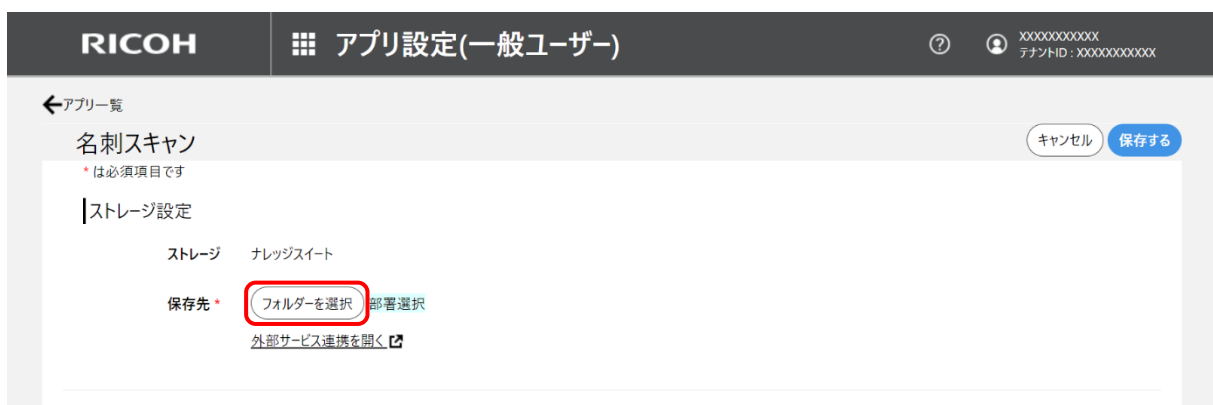 RICOH
アプリ設定(一般ユーザー)
?
XXXXXXXXXXX
テナントID : XXXXXXXXXXX
アプリ一覧
名刺スキャン
キャンセル
保存する
* は必須項目です
ストレージ設定
ストレージ ナレッジスイート
保存先 * フォルダーを選択 部署選択
外部サービス連携を開く